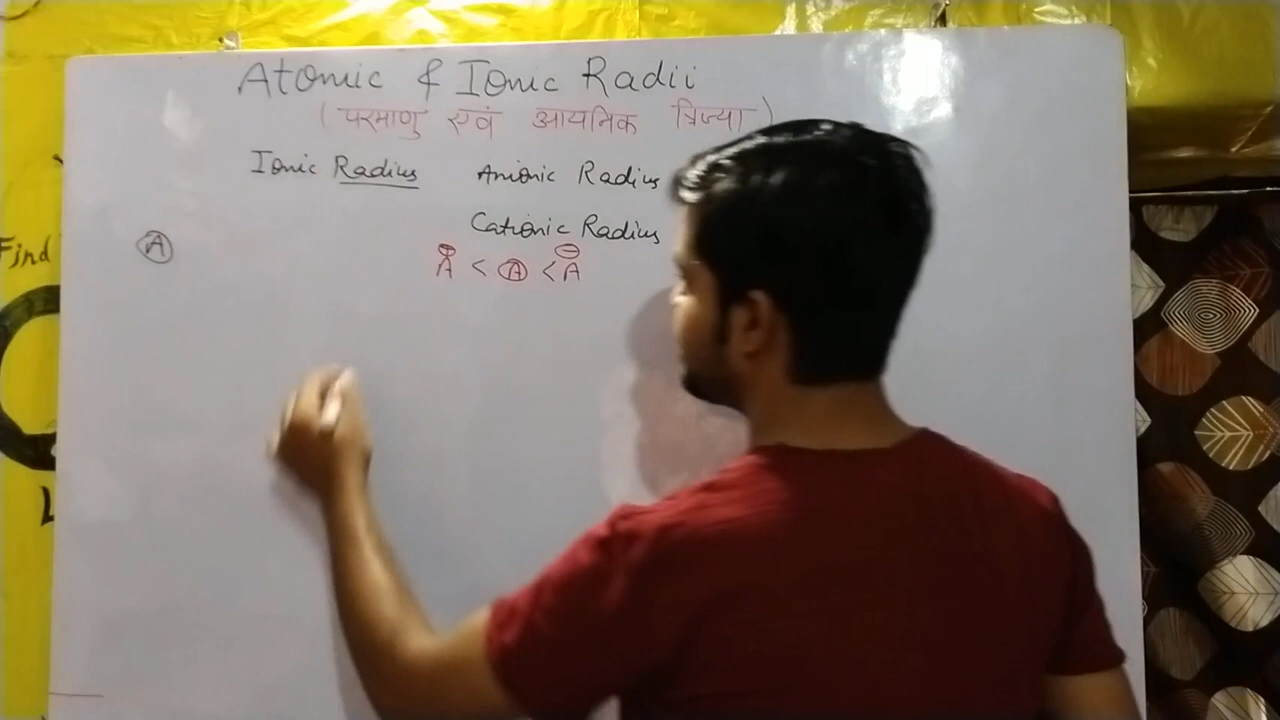 Atomic & Ionic Radii
(परमाणु एवं आयनिक त्रिज्या)
Ionic Radius Anionic Radius
Cationic Radius
A⊕ < Ⓐ < A⊖
Ⓐ
Find
L